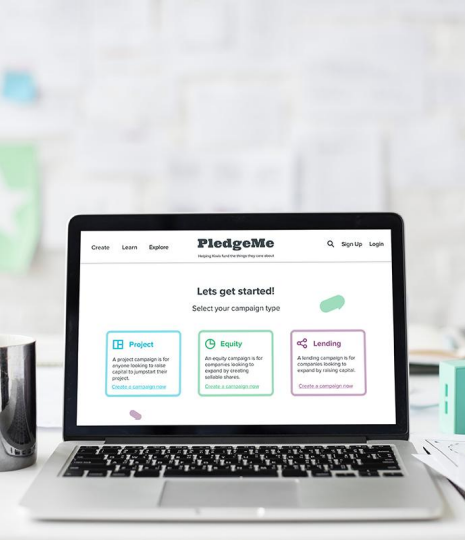 Create Learn Explore PledgeMe Sign Up Login
Helping Kiwis fund the things they care about
Lets get started!
Select your campaign type
Project
A project campaign is for
anyone looking to raise
capital to jumpstart their
project.
Create a campaign now
Equity
An equity campaign is for
companies looking to
expand by creating
sellable shares.
Create a campaign now
Lending
A lending campaign is for
companies looking to
expand by raising capital.
Create a campaign now